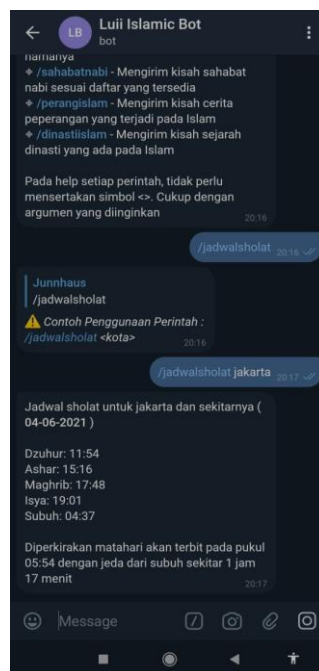 Luii Islamic Bot
LB
bot
namanya
⌖ /sahabatnabi - Mengirim kisah sahabat
nabi sesuai daftar yang tersedia
⌖ /perangislam - Mengirim kisah cerita
peperangan yang terjadi pada Islam
⌖ /dinastiislam - Mengirim kisah sejarah
dinasti yang ada pada Islam
Pada help setiap perintah, tidak perlu
mensertakan simbol <>. Cukup dengan
argumen yang diinginkan
20:16
/jadwalsholat 20:16
Junnhaus
/jadwalsholat
⚠️ Contoh Penggunaan Perintah :
/jadwalsholat <kota>
20:16
/jadwalsholat jakarta 20:17
Jadwal sholat untuk jakarta dan sekitarnya (
04-06-2021 )
Dzuhur: 11:54
Ashar: 15:16
Maghrib: 17:48
Isya: 19:01
Subuh: 04:37
Diperkirakan matahari akan terbit pada pukul
05:54 dengan jeda dari subuh sekitar 1 jam
17 menit
20:17
Message